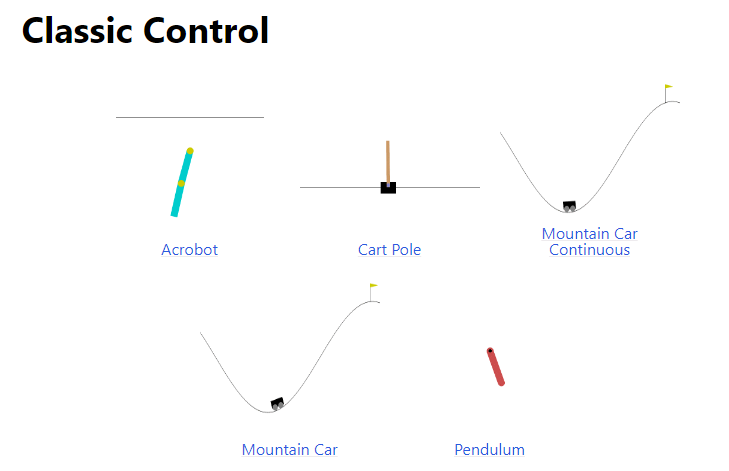 Classic Control
Acrobot
Cart Pole
Mountain Car
Continuous
Mountain Car
Pendulum